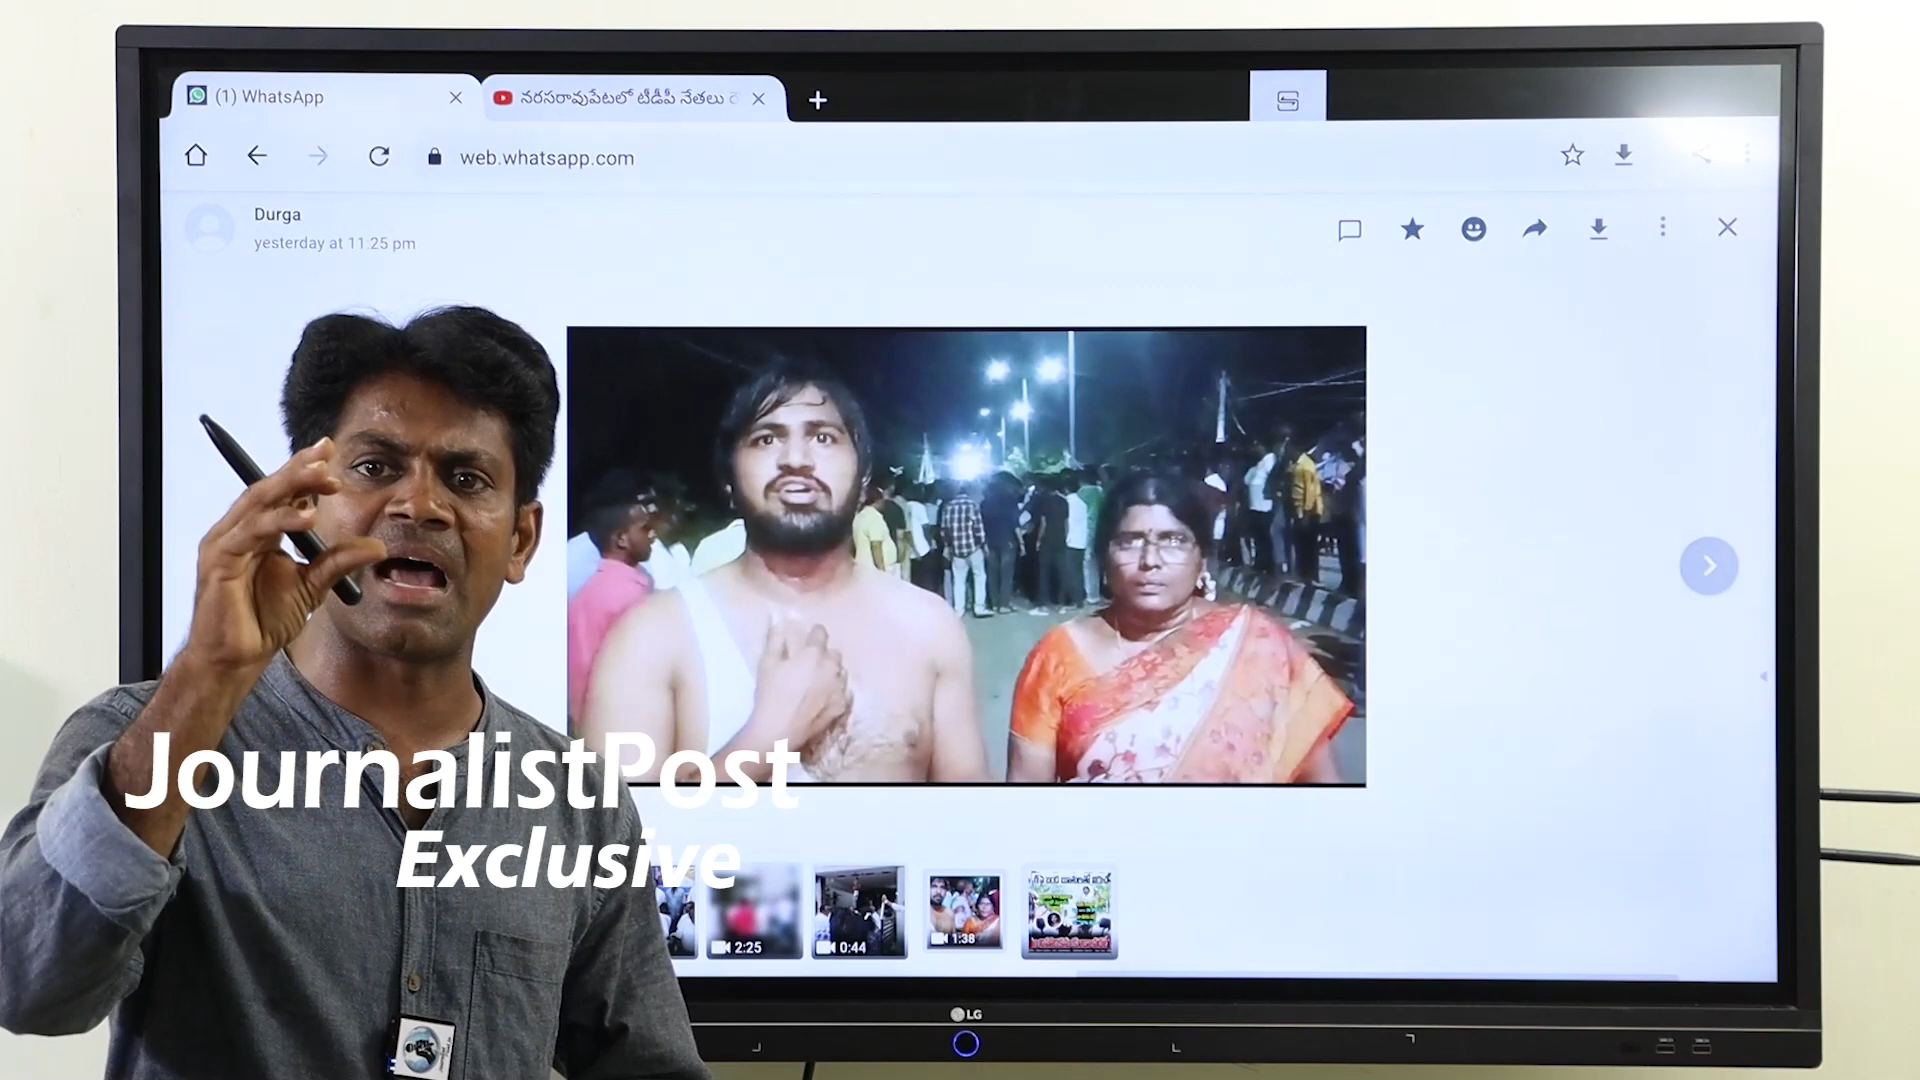 (1) WhatsApp
నరసరావుపేటలో టీడీపీ నేతలు
web.whatsapp.com
Durga
yesterday at 11:25 pm
JournalistPost
Exclusive
2:25
0:44
1:38
LG